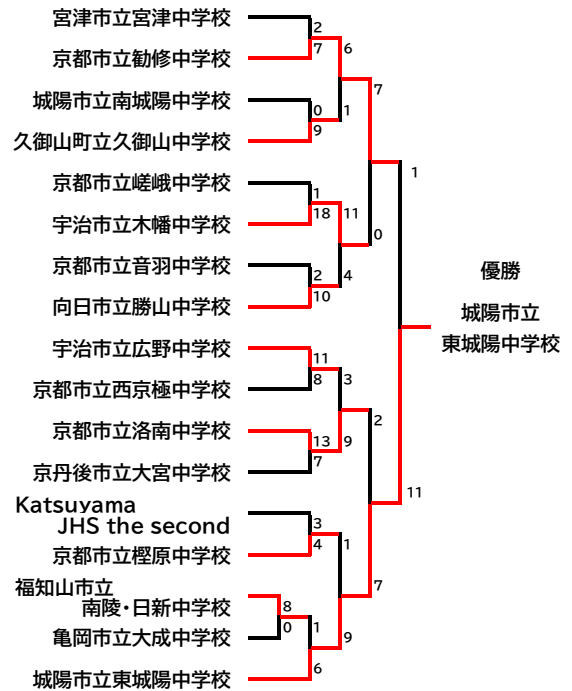 宮津市立宮津中学校
2
7
京都市立勧修中学校
6
城陽市立南城陽中学校
0
9
1
久御山町立久御山中学校
7
京都市立嵯峨中学校
1
18
宇治市立木幡中学校
11
0
京都市立音羽中学校
2
10
4
向日市立勝山中学校
1
宇治市立広野中学校
11
8
京都市立西京極中学校
3
2
京都市立洛南中学校
13
7
9
京丹後市立大宮中学校
11
Katsuyama
JHS the second
3
4
京都市立樫原中学校
1
7
福知山市立
南陵・日新中学校
8
0
亀岡市立大成中学校
1
6
9
城陽市立東城陽中学校
優勝
城陽市立
東城陽中学校